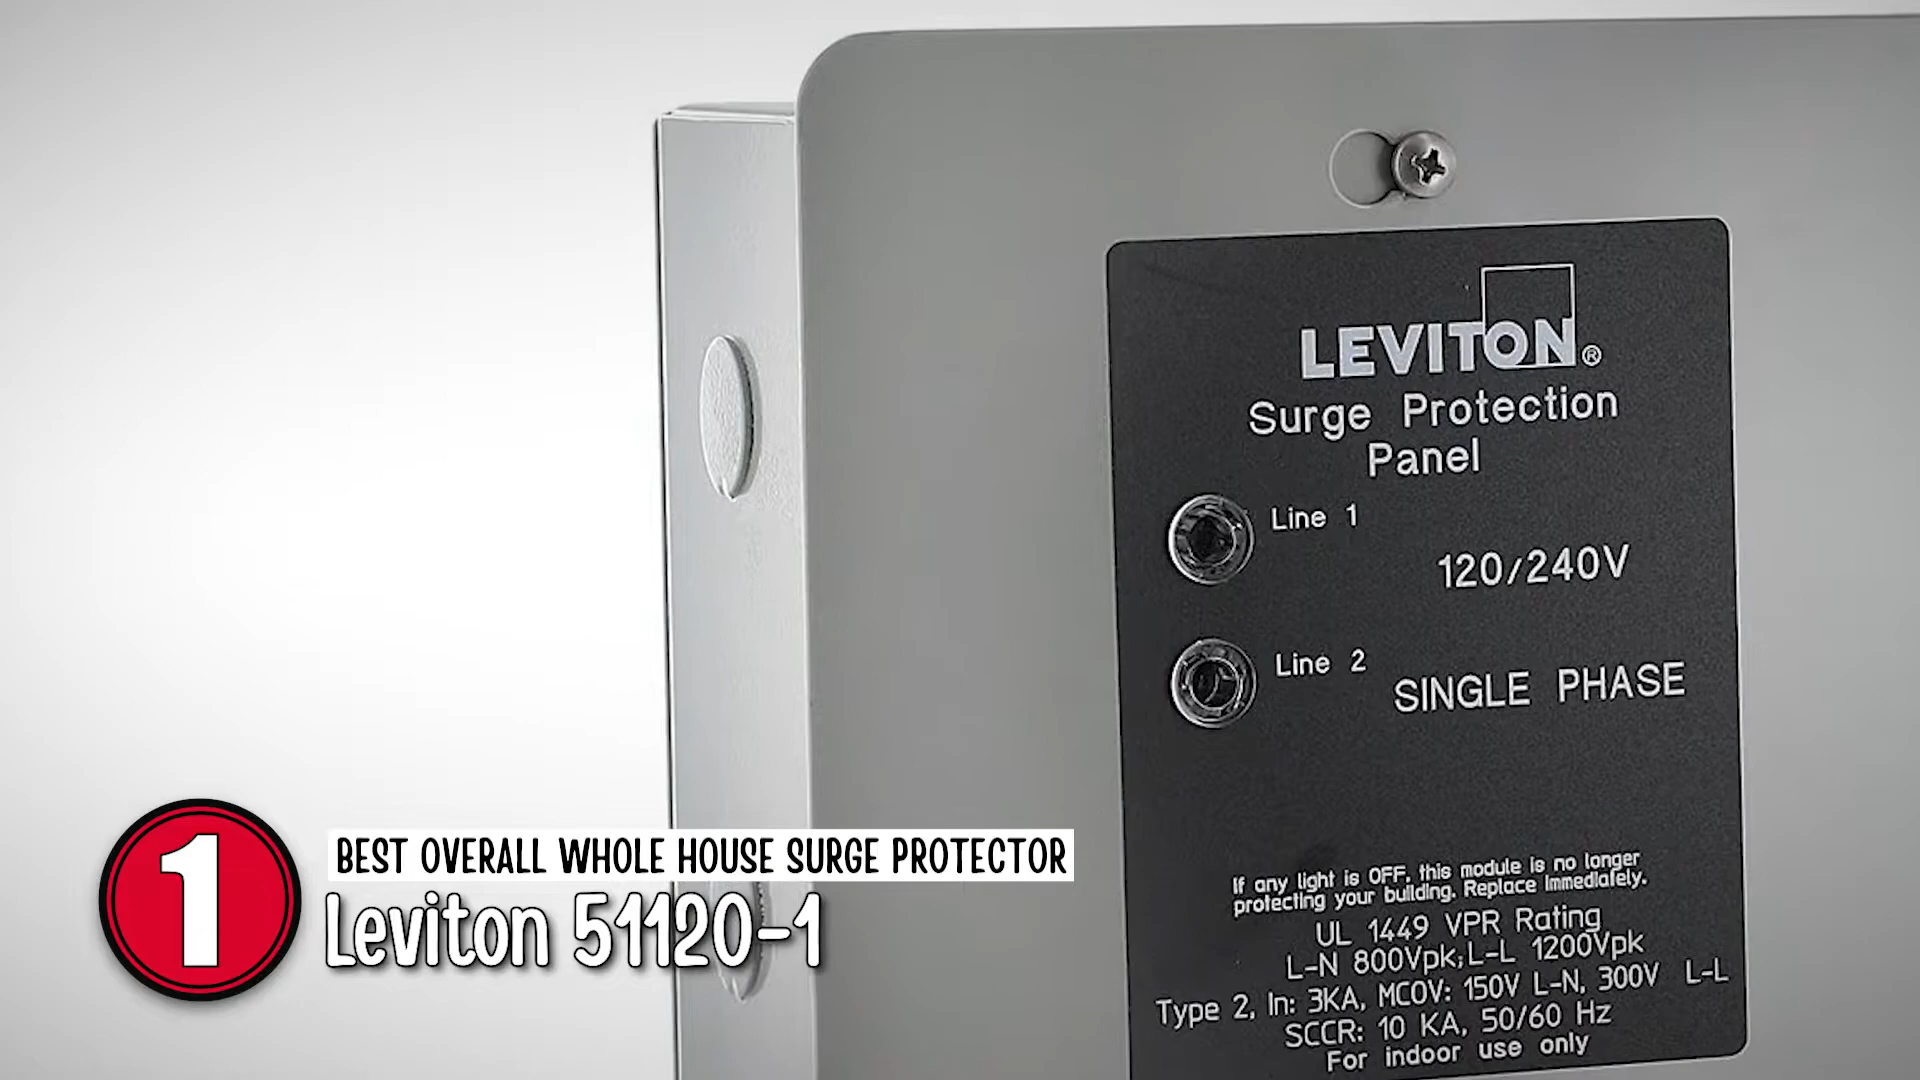 LEVITON®
Surge Protection
Panel
Line 1
120/240V
Line 2
SINGLE PHASE
If any light is OFF, this module is no longer
protecting your building. Replace Immediately.
UL 1449 VPR Rating
L-N 800Vpk;L-L 1200Vpk
Type 2, In: 3KA, MCOV: 150V L-N, 300V L-L
SCCR: 10 KA, 50/60 Hz
For indoor use only
1
BEST OVERALL WHOLE HOUSE SURGE PROTECTOR
Leviton 51120-1